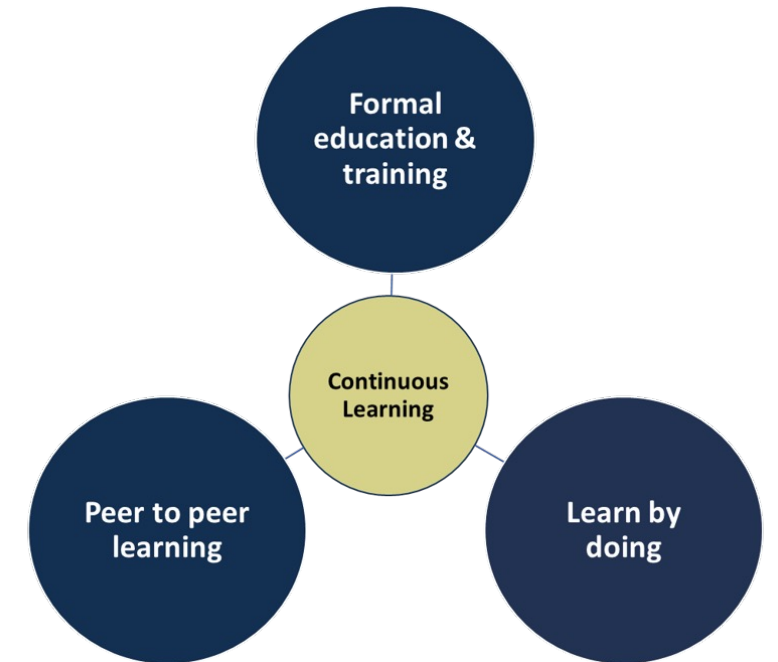 Formal
education &
training
Continuous
Learning
Peer to peer
learning
Learn by
doing